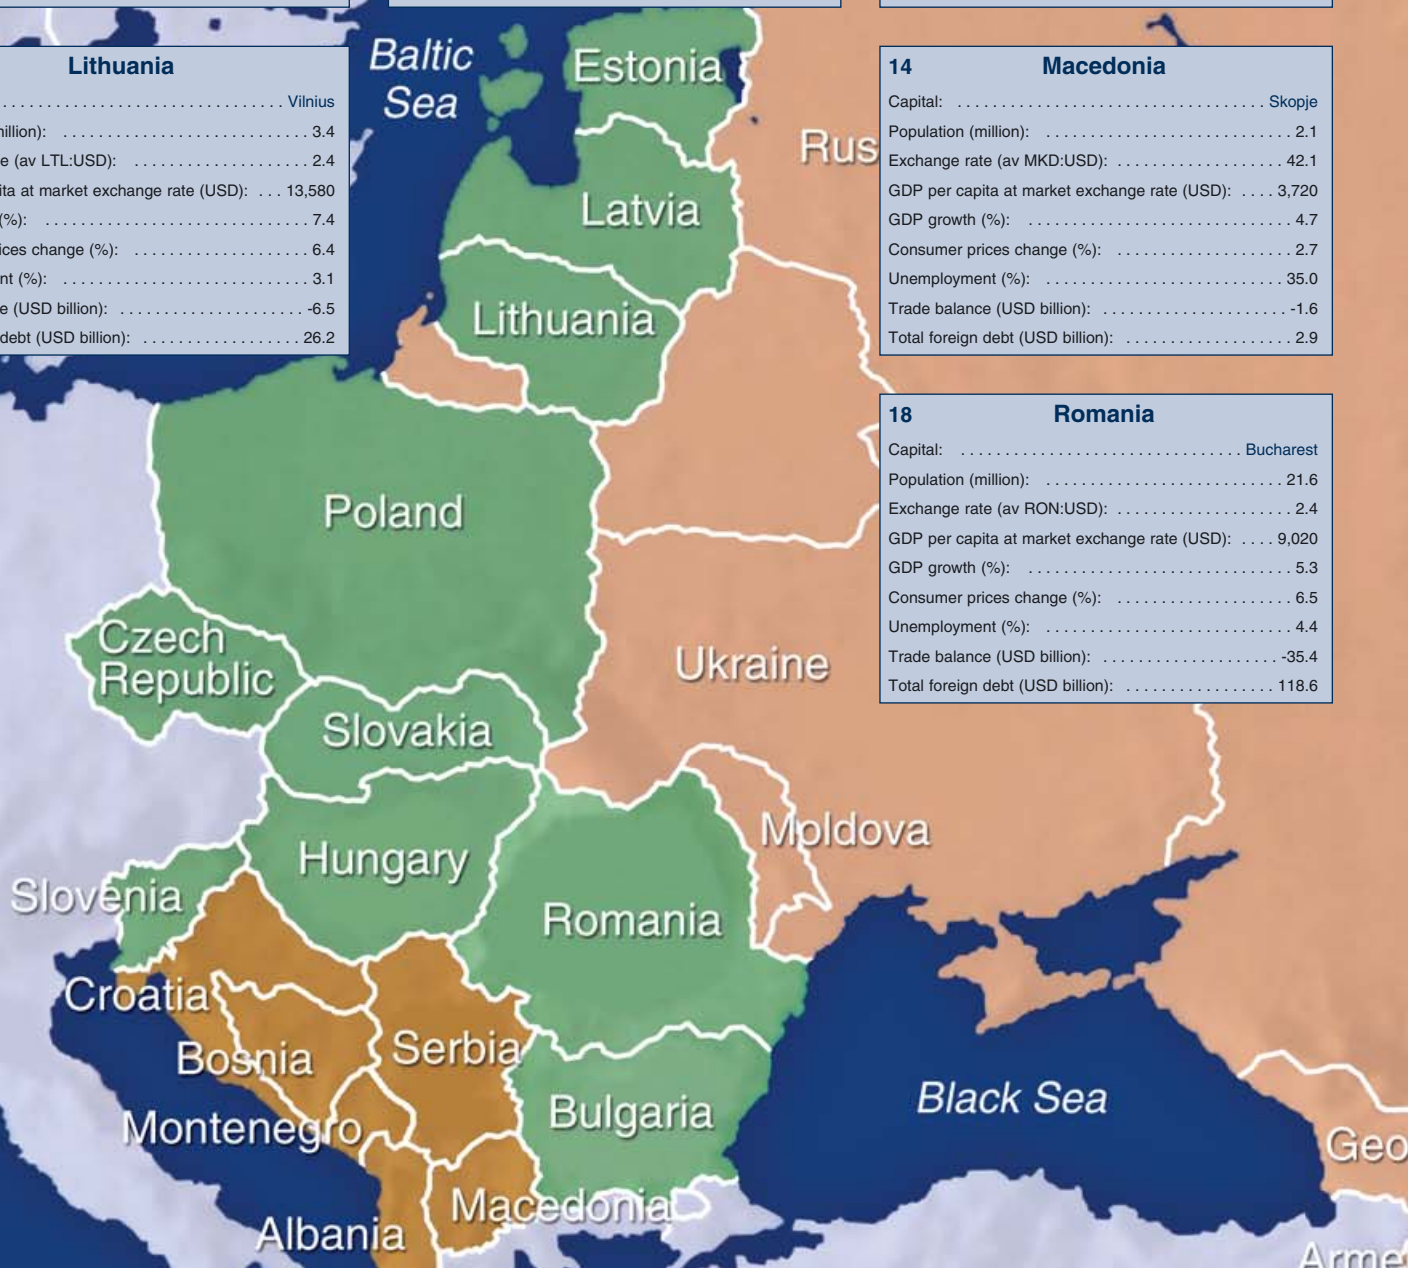 Lithuania
Vilnius
3.4
(av LTL:USD): 2.4
at market exchange rate (USD): 13,580
(%): 7.4
change (%): 6.4
(%): 3.1
(USD billion): -6.5
debt (USD billion): 26.2
14 Macedonia
Capital: Skopje
Population (million): 2.1
Exchange rate (av MKD:USD): 42.1
GDP per capita at market exchange rate (USD): 3,720
GDP growth (%): 4.7
Consumer prices change (%): 2.7
Unemployment (%): 35.0
Trade balance (USD billion): -1.6
Total foreign debt (USD billion): 2.9
18 Romania
Capital: Bucharest
Population (million): 21.6
Exchange rate (av RON:USD): 2.4
GDP per capita at market exchange rate (USD): 9,020
GDP growth (%): 5.3
Consumer prices change (%): 6.5
Unemployment (%): 4.4
Trade balance (USD billion): -35.4
Total foreign debt (USD billion): 118.6
Baltic
Sea
Estonia
Rus
Latvia
Lithuania
Poland
Czech
Republic
Ukraine
Slovakia
Moldova
Hungary
Slovenia
Romania
Croatia
Serbia
Bosnia
Black Sea
Bulgaria
Montenegro
Geo
Macedonia
Albania
Arme